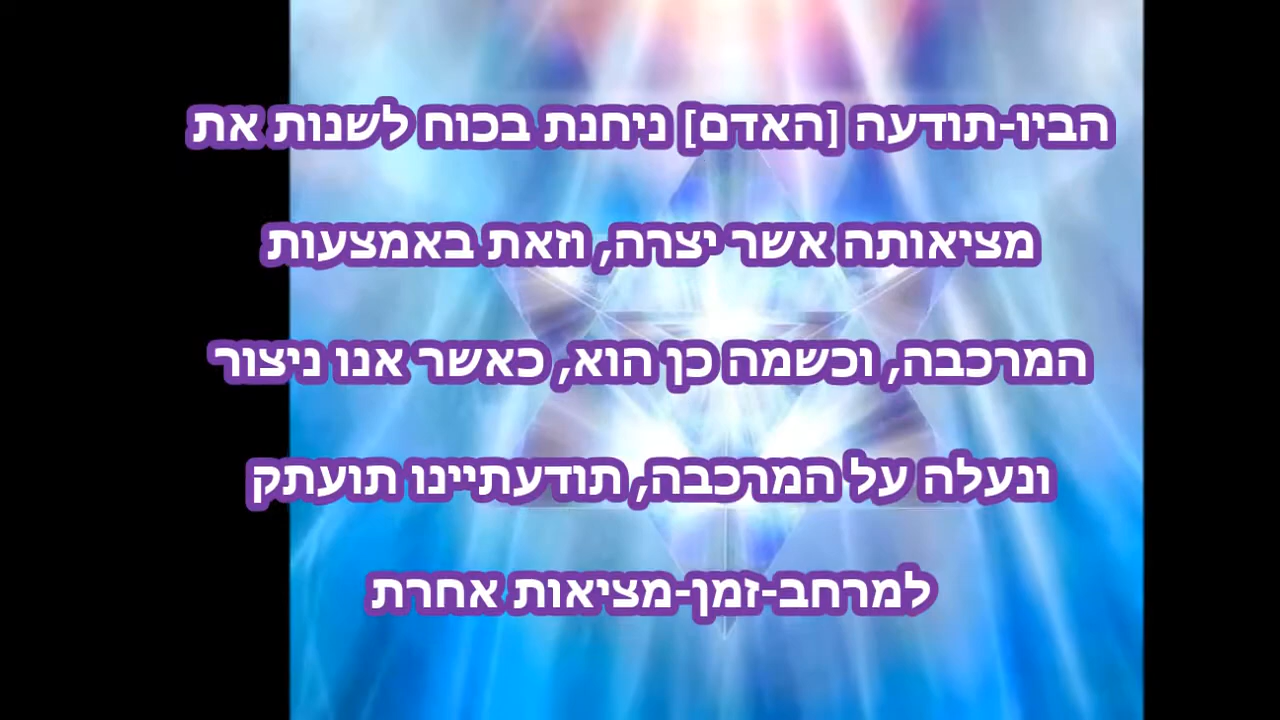 הביו-תודעה [האדם] ניחנת בכוח לשנות את
מציאותה אשר יצרה, וזאת באמצעות
המרכבה, וכשמה כן הוא, כאשר אנו ניצור
ונעלה על המרכבה, תודעתיינו תועתק
למרחב-זמן-מציאות אחרת